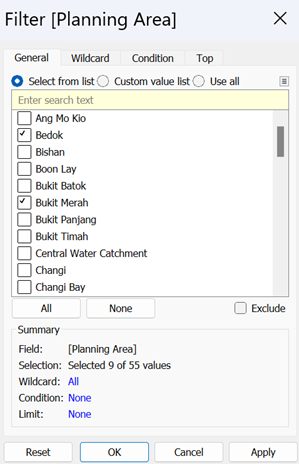 Filter [Planning Area]
General Wildcard Condition Top
Select from list Custom value list Use all
Enter search text
Ang Mo Kio
Bedok
Bishan
Boon Lay
Bukit Batok
Bukit Merah
Bukit Panjang
Bukit Timah
Central Water Catchment
Changi
Changi Bay
All None Exclude
Summary
Field: [Planning Area]
Selection: Selected 9 of 55 values
Wildcard: All
Condition: None
Limit: None
Reset OK Cancel Apply